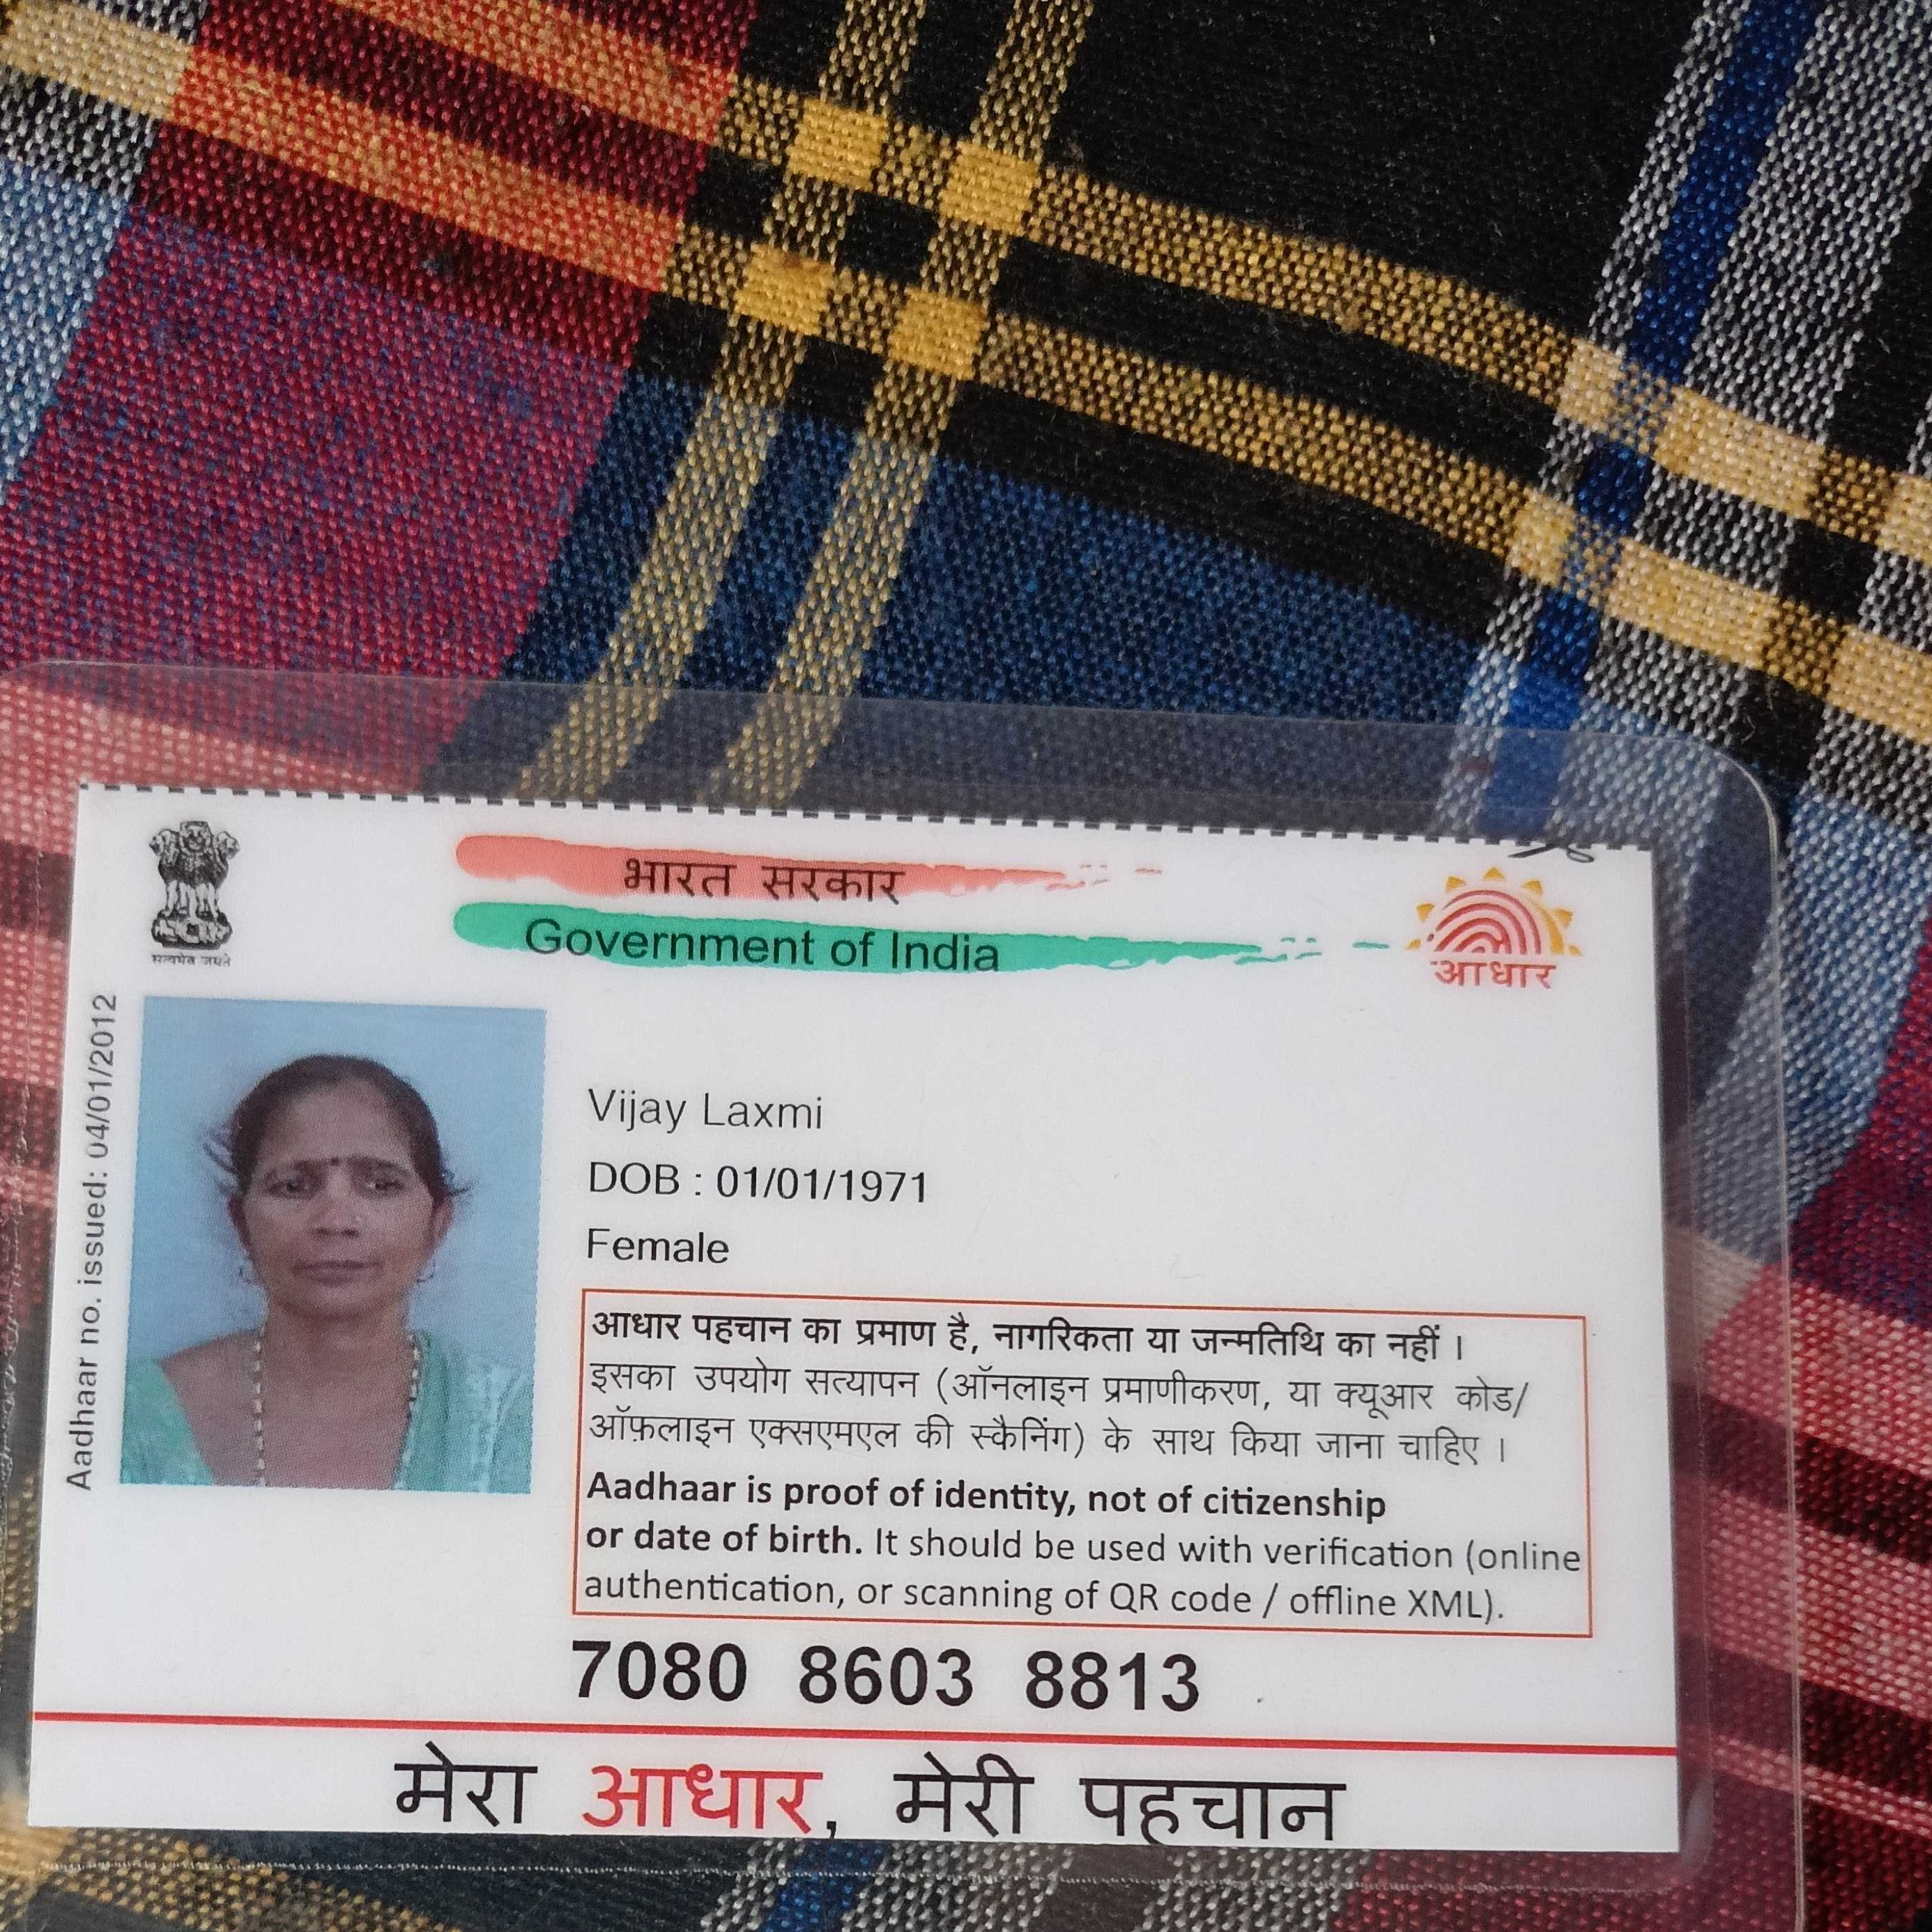 सत्यमेव जयते
भारत सरकार
Government of India
आधार
Aadhaar no. issued: 04/01/2012
Vijay Laxmi
DOB : 01/01/1971
Female
आधार पहचान का प्रमाण है, नागरिकता या जन्मतिथि का नहीं ।
इसका उपयोग सत्यापन (ऑनलाइन प्रमाणीकरण, या क्यूआर कोड/
ऑफ़लाइन एक्सएमएल की स्कैनिंग) के साथ किया जाना चाहिए ।
Aadhaar is proof of identity, not of citizenship
or date of birth. It should be used with verification (online
authentication, or scanning of QR code / offline XML).
7080 8603 8813
मेरा आधार, मेरी पहचान